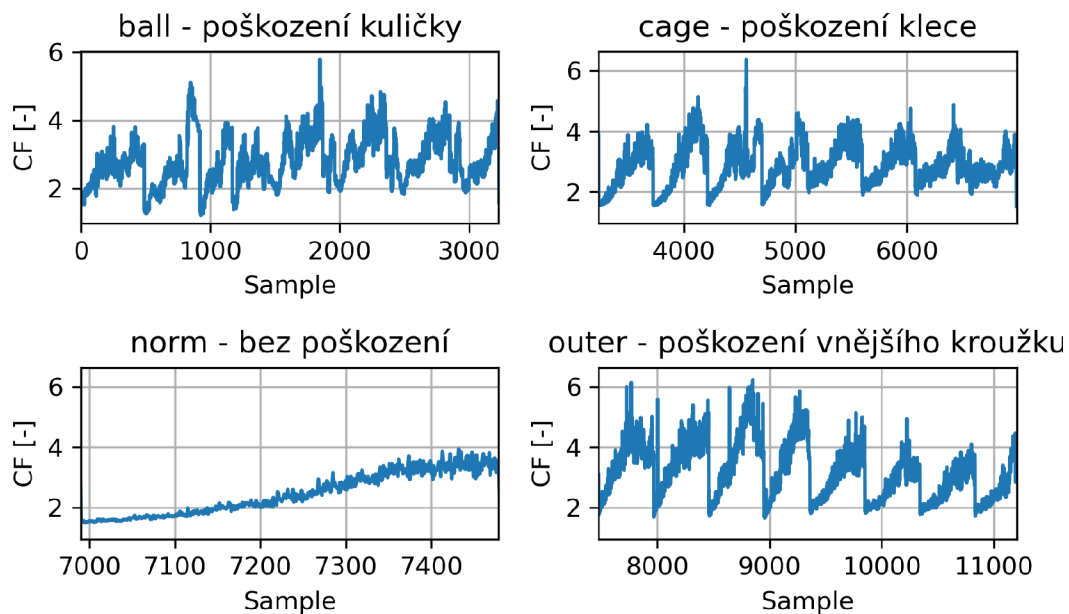 ball - poškození kuličky
6
4
2
CF [-]
0 1000 2000 3000
Sample
cage - poškození klece
6
4
2
CF [-]
4000 5000 6000
Sample
norm - bez poškození
6
4
2
CF [-]
7000 7100 7200 7300 7400
Sample
outer - poškození vnějšího kroužku
6
4
2
CF [-]
8000 9000 10000 11000
Sample